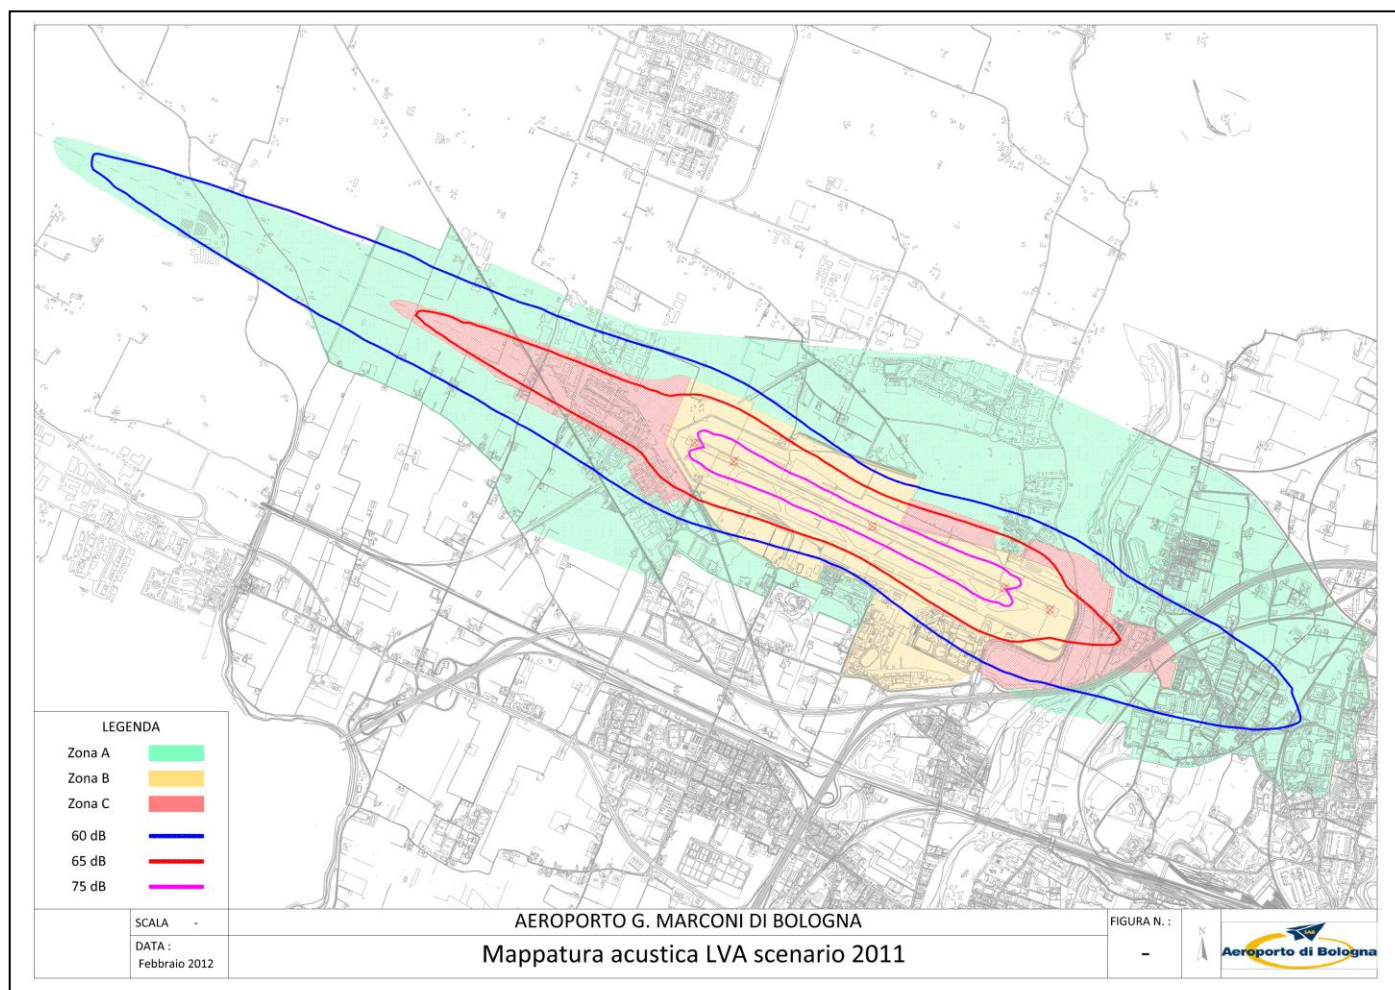 LEGENDA
Zona A
Zona B
Zona C
60 dB
65 dB
75 dB
SCALA -
DATA :
Febbraio 2012
AEROPORTO G. MARCONI DI BOLOGNA
Mappatura acustica LVA scenario 2011
FIGURA N. :
-
N
SAB
Aeroporto di Bologna